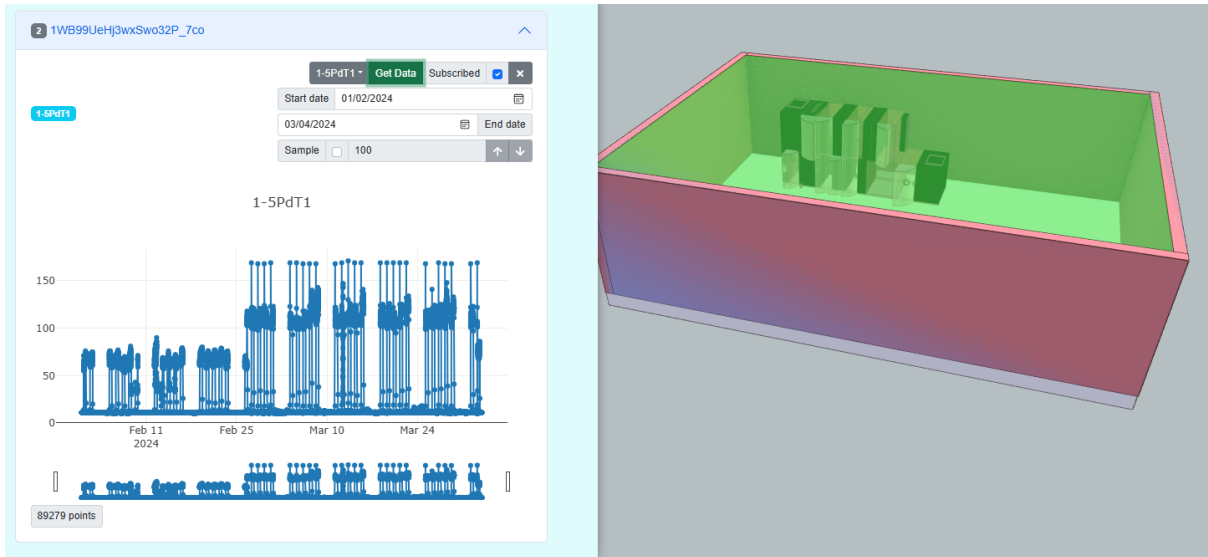 2 1WB99UeHj3wxSwo32P_7co
1-5PdT1 Get Data Subscribed
Start date 01/02/2024
1-5PdT1
03/04/2024 End date
Sample 100
1-5PdT1
150
100
50
0
Feb 11 Feb 25 Mar 10 Mar 24
2024
89279 points